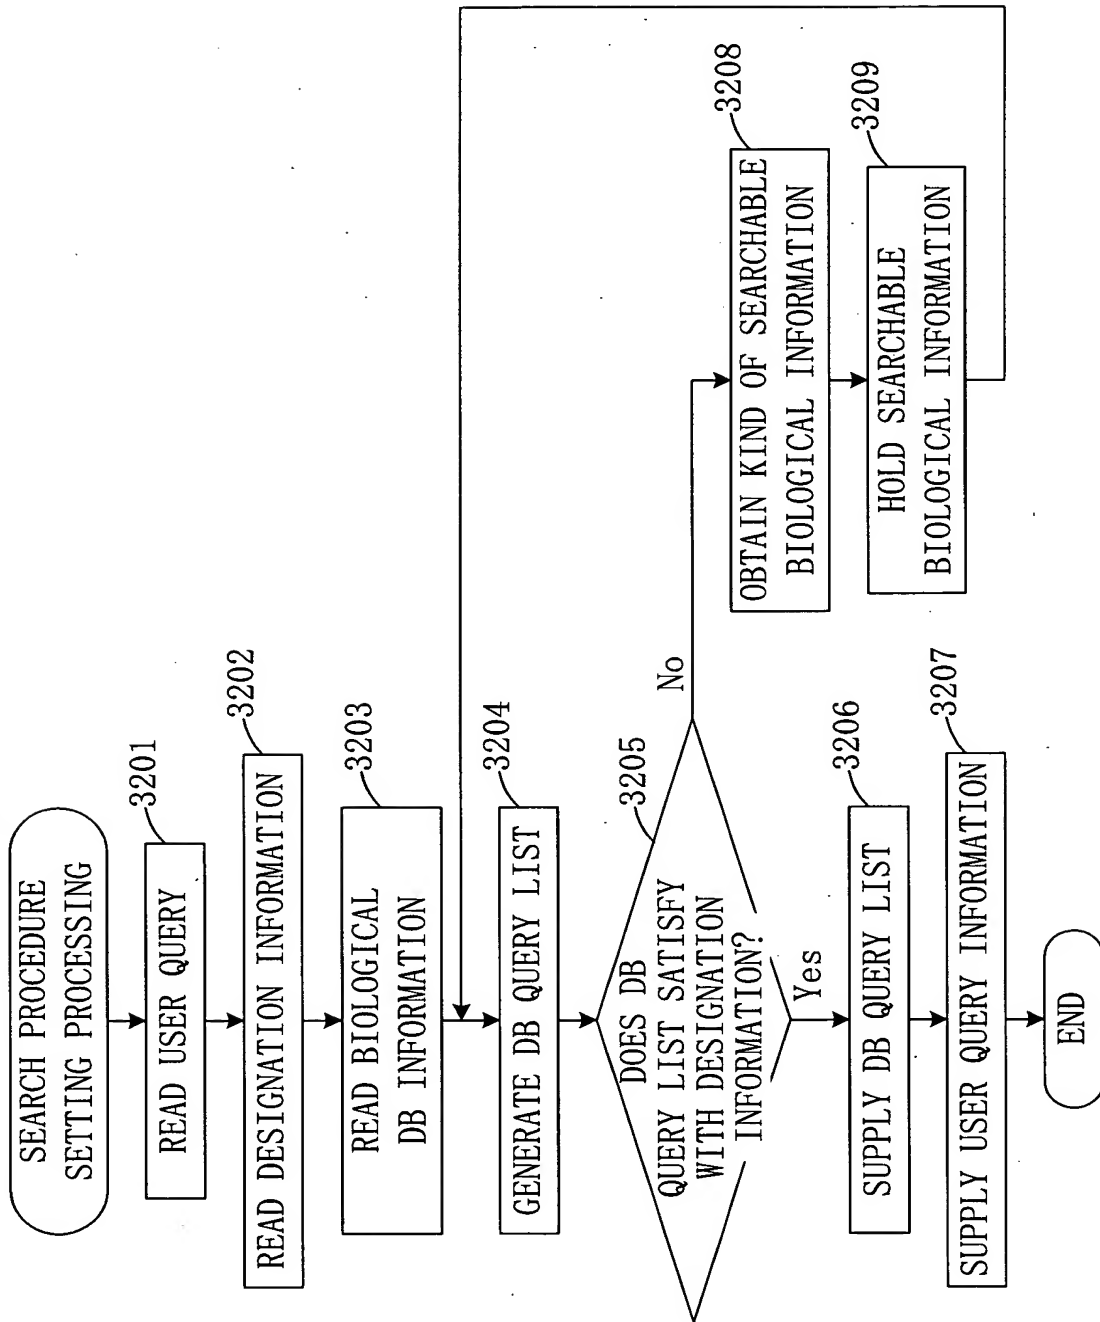 SEARCH PROCEDURE
SETTING PROCESSING
3201
READ USER QUERY
3202
READ DESIGNATION INFORMATION
3203
READ BIOLOGICAL
DB INFORMATION
3204
GENERATE DB QUERY LIST
3205
DOES DB
QUERY LIST SATISFY
WITH DESIGNATION
INFORMATION?
No
Yes
3206
SUPPLY DB QUERY LIST
3207
SUPPLY USER QUERY INFORMATION
END
3208
OBTAIN KIND OF SEARCHABLE
BIOLOGICAL INFORMATION
3209
HOLD SEARCHABLE
BIOLOGICAL INFORMATION